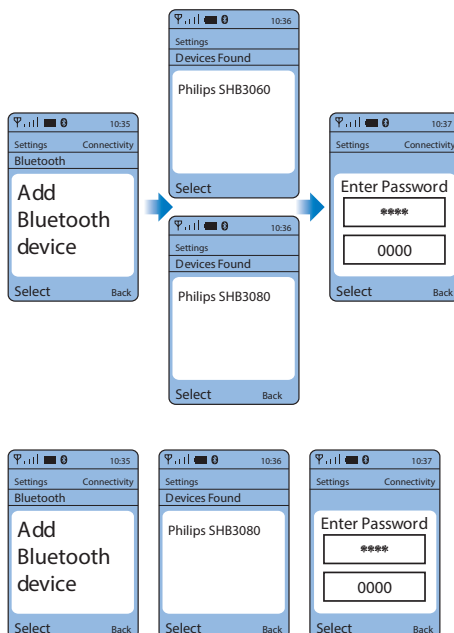 10:36
Settings
Devices Found
Philips SHB3060
Select
10:35
Settings Connectivity
Bluetooth
Add
Bluetooth
device
Select Back
10:36
Settings
Devices Found
Philips SHB3080
Select Back
10:37
Settings Connectivity
Enter Password
****
0000
Select Back
10:35
Settings Connectivity
Bluetooth
Add
Bluetooth
device
Select Back
10:36
Settings
Devices Found
Philips SHB3080
Select Back
10:37
Settings Connectivity
Enter Password
****
0000
Select Back